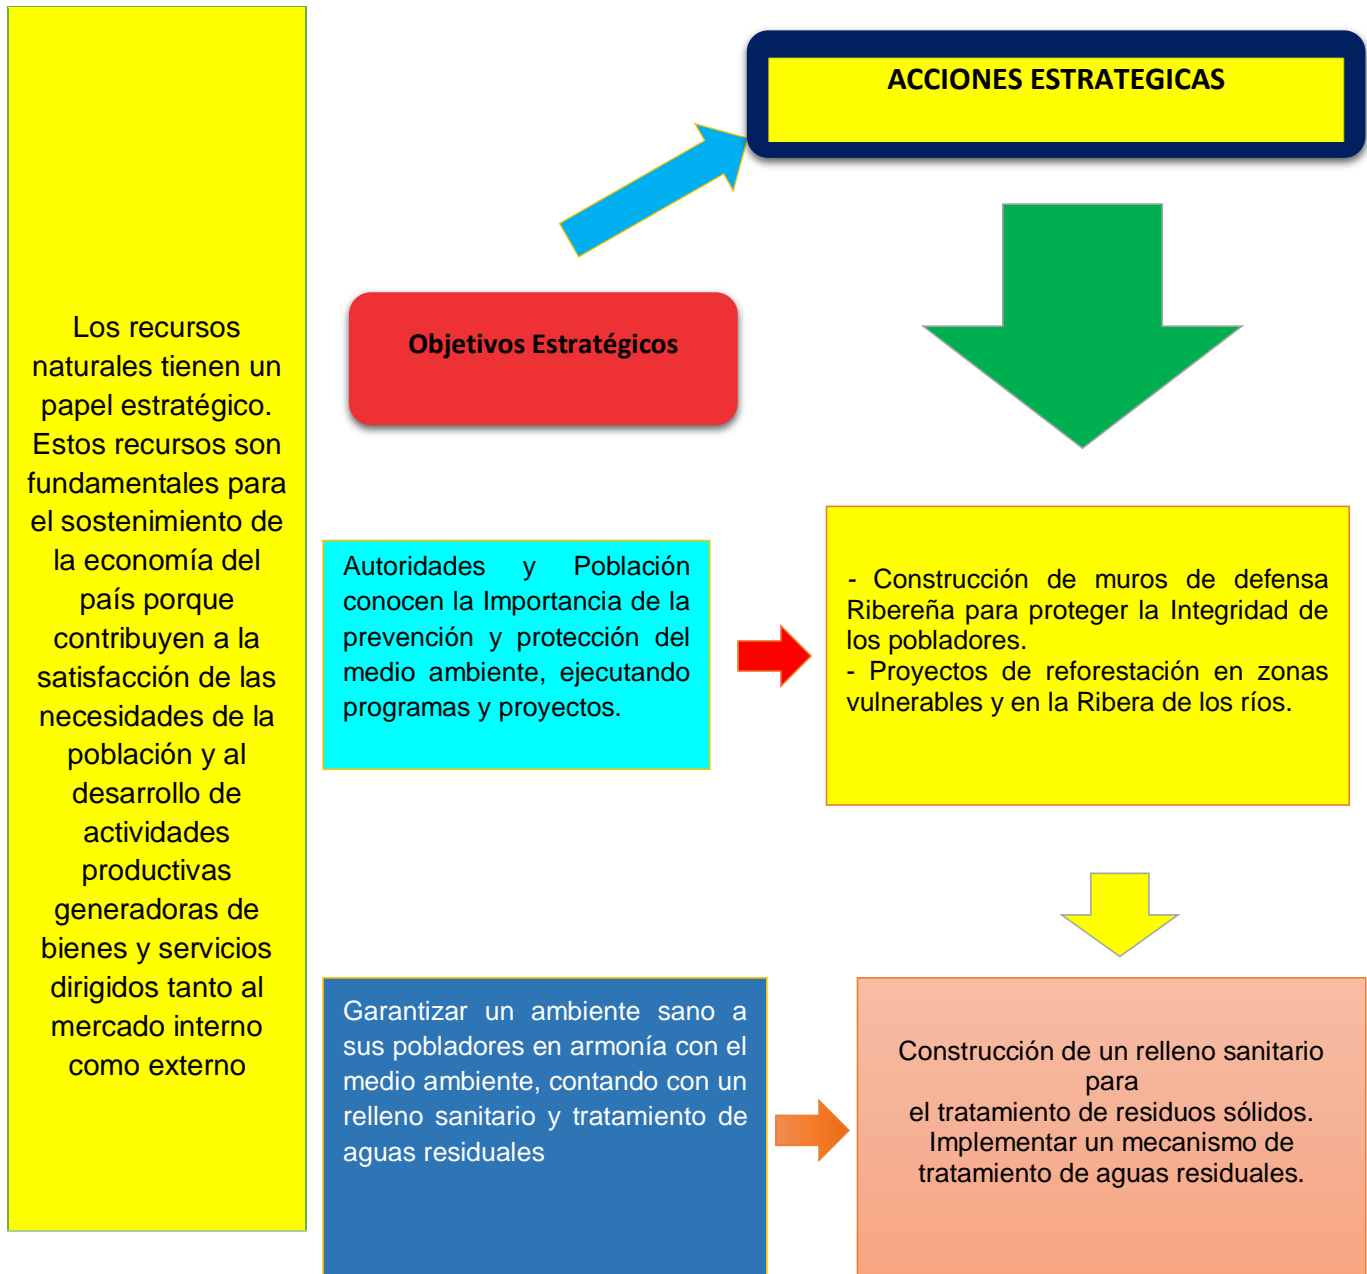 Los recursos
naturales tienen un
papel estratégico.
Estos recursos son
fundamentales para
el sostenimiento de
la economía del
país porque
contribuyen a la
satisfacción de las
necesidades de la
población y al
desarrollo de
actividades
productivas
generadoras de
bienes y servicios
dirigidos tanto al
mercado interno
como externo
ACCIONES ESTRATEGICAS
Objetivos Estratégicos
Autoridades y Población
conocen la Importancia de la
prevención y protección del
medio ambiente, ejecutando
programas y proyectos.
- Construcción de muros de defensa
Ribereña para proteger la Integridad de
los pobladores.
- Proyectos de reforestación en zonas
vulnerables y en la Ribera de los ríos.
Garantizar un ambiente sano a
sus pobladores en armonía con el
medio ambiente, contando con un
relleno sanitario y tratamiento de
aguas residuales
Construcción de un relleno sanitario
para
el tratamiento de residuos sólidos.
Implementar un mecanismo de
tratamiento de aguas residuales.